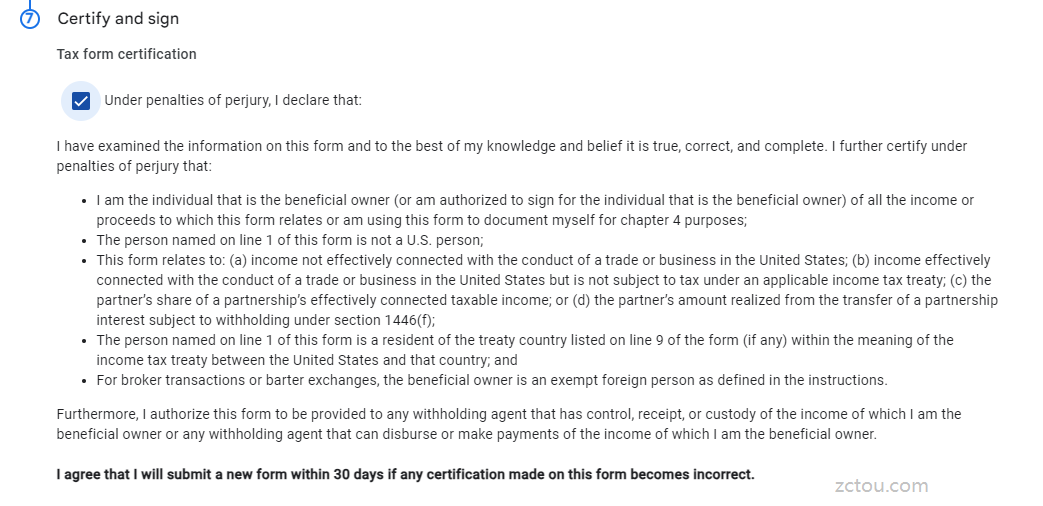 7 Certify and sign
Tax form certification
Under penalties of perjury, I declare that:
I have examined the information on this form and to the best of my knowledge and belief it is true, correct, and complete. I further certify under
penalties of perjury that:
• I am the individual that is the beneficial owner (or am authorized to sign for the individual that is the beneficial owner) of all the income or
proceeds to which this form relates or am using this form to document myself for chapter 4 purposes;
• The person named on line 1 of this form is not a U.S. person;
• This form relates to: (a) income not effectively connected with the conduct of a trade or business in the United States; (b) income effectively
connected with the conduct of a trade or business in the United States but is not subject to tax under an applicable income tax treaty; (c) the
partner's share of a partnership's effectively connected taxable income; or (d) the partner's amount realized from the transfer of a partnership
interest subject to withholding under section 1446(f);
• The person named on line 1 of this form is a resident of the treaty country listed on line 9 of the form (if any) within the meaning of the
income tax treaty between the United States and that country; and
• For broker transactions or barter exchanges, the beneficial owner is an exempt foreign person as defined in the instructions.
Furthermore, I authorize this form to be provided to any withholding agent that has control, receipt, or custody of the income of which I am the
beneficial owner or any withholding agent that can disburse or make payments of the income of which I am the beneficial owner.
I agree that I will submit a new form within 30 days if any certification made on this form becomes incorrect.
zctou.com